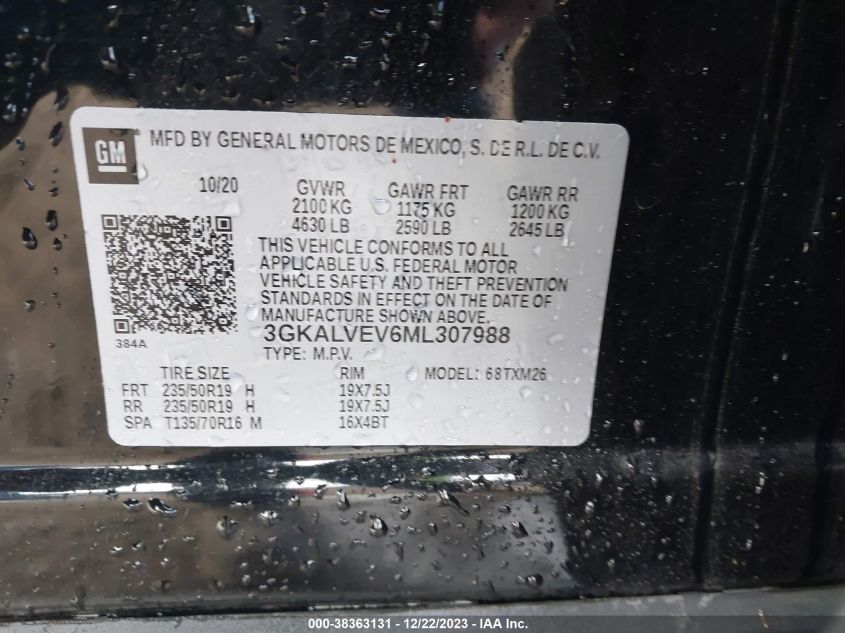 GM
MFD BY GENERAL MOTORS DE MEXICO, S. DE R.L. DE C.V.
10/20 GVWR GAWR FRT GAWR RR
2100 KG 1175 KG 1200 KG
4630 LB 2590 LB 2645 LB
THIS VEHICLE CONFORMS TO ALL
APPLICABLE U.S. FEDERAL MOTOR
VEHICLE SAFETY AND THEFT PREVENTION
STANDARDS IN EFFECT ON THE DATE OF
MANUFACTURE SHOWN ABOVE.
3GKALVEV6ML307988
384A
TYPE: M.P.V.
TIRE SIZE RIM MODEL: 68TXM26
FRT 235/50R19 H 19X7.5J
RR 235/50R19 H 19X7.5J
SPA T135/70R16 M 16X4BT
000-38363131 - 12/22/2023 - IAA Inc.